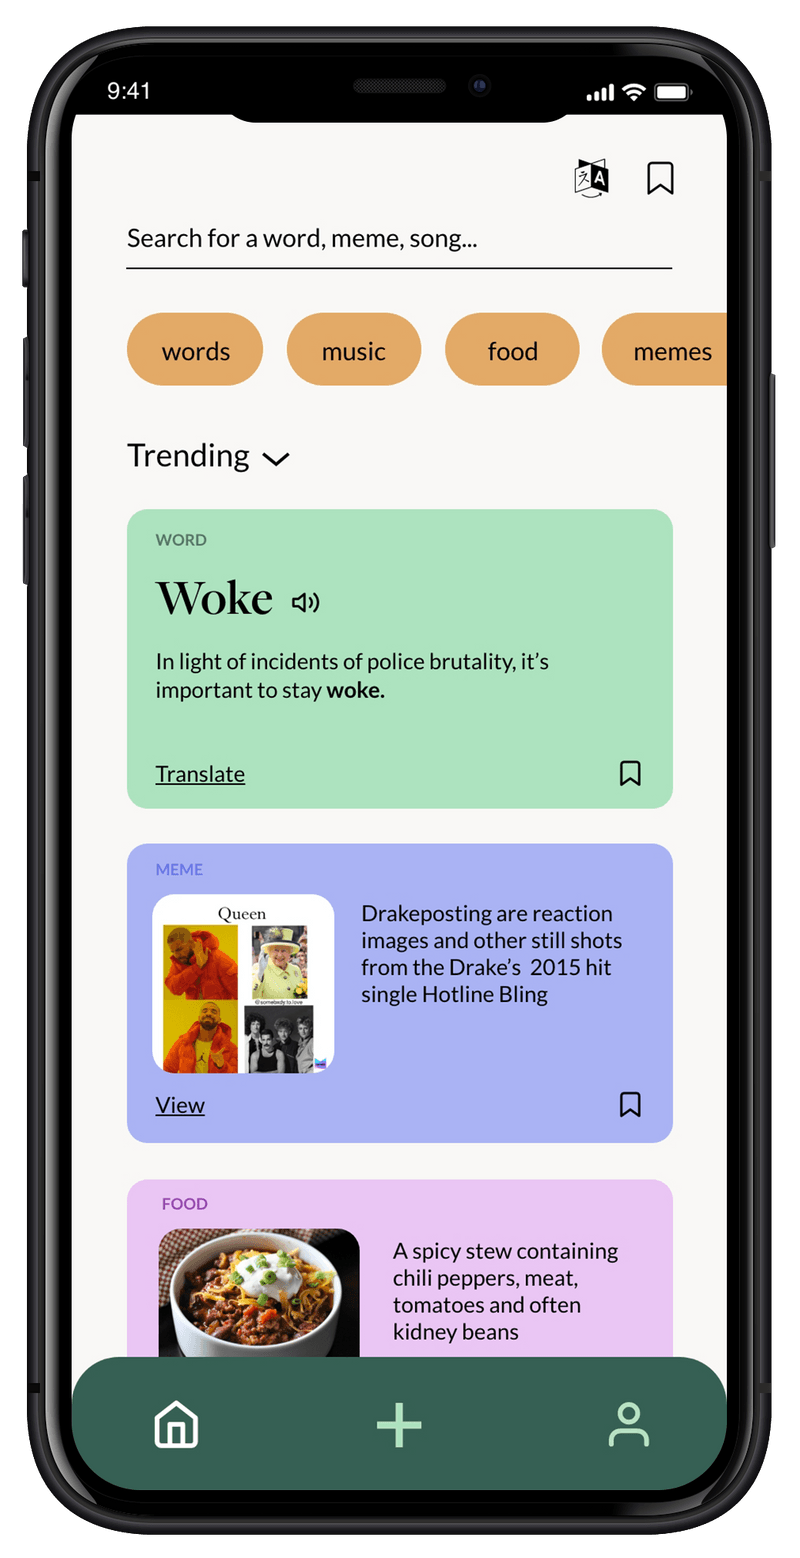 9:41
Search for a word, meme, song...
words music food memes
Trending
WORD
Woke
In light of incidents of police brutality, it’s
important to stay woke.
Translate
MEME
Queen
@somebody.to.love
Drakeposting are reaction
images and other still shots
from the Drake’s 2015 hit
single Hotline Bling
View
FOOD
A spicy stew containing
chili peppers, meat,
tomatoes and often
kidney beans